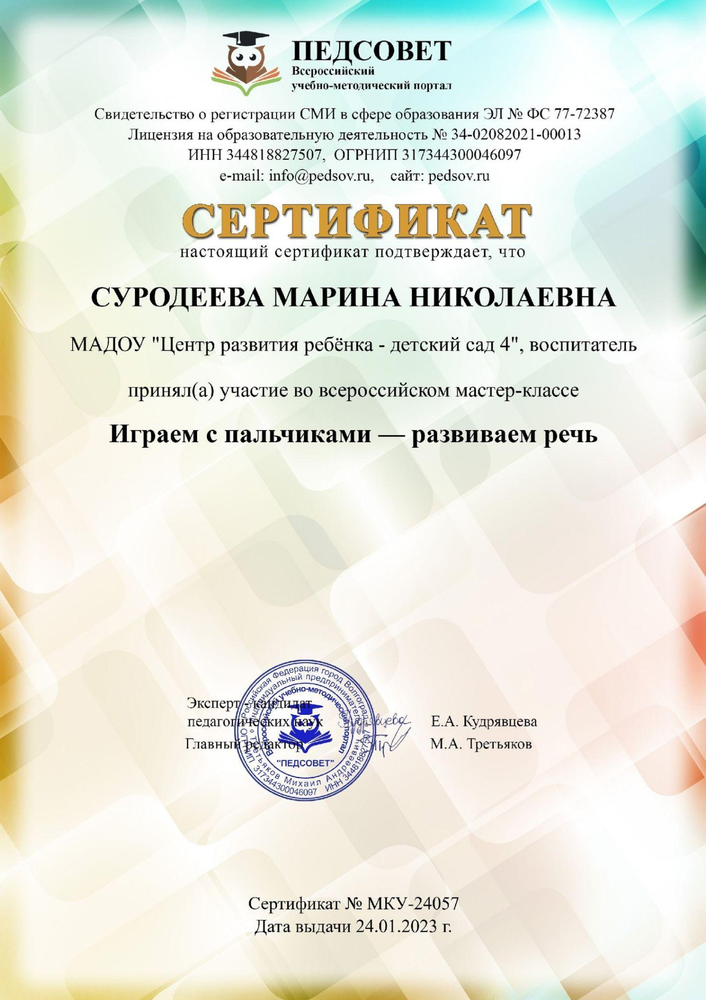 ПЕДСОВЕТ
Всероссийский
учебно-методический портал
Свидетельство о регистрации СМИ в сфере образования ЭЛ № ФС 77-72387
Лицензия на образовательную деятельность № 34-02082021-00013
ИНН 344818827507, ОГРНИП 317344300046097
e-mail: info@pedsov.ru, сайт: pedsov.ru
СЕРТИФИКАТ
настоящий сертификат подтверждает, что
СУРОДЕЕВА МАРИНА НИКОЛАЕВНА
МАДОУ "Центр развития ребёнка - детский сад 4", воспитатель
принял(а) участие во всероссийском мастер-классе
Играем с пальчиками — развиваем речь
Эксперт - кандидат
педагогических наук
Е.А. Кудрявцева
Главный редактор
М.А. Третьяков
Российская Федерация город Волгоград
ОГРНИП 317344300046097 ИНН 344818827507
Индивидуальный предприниматель
Третьяков Михаил Андреевич
Всероссийский учебно-методический портал
"ПЕДСОВЕТ"
Кудрявцева
Сертификат № МКУ-24057
Дата выдачи 24.01.2023 г.